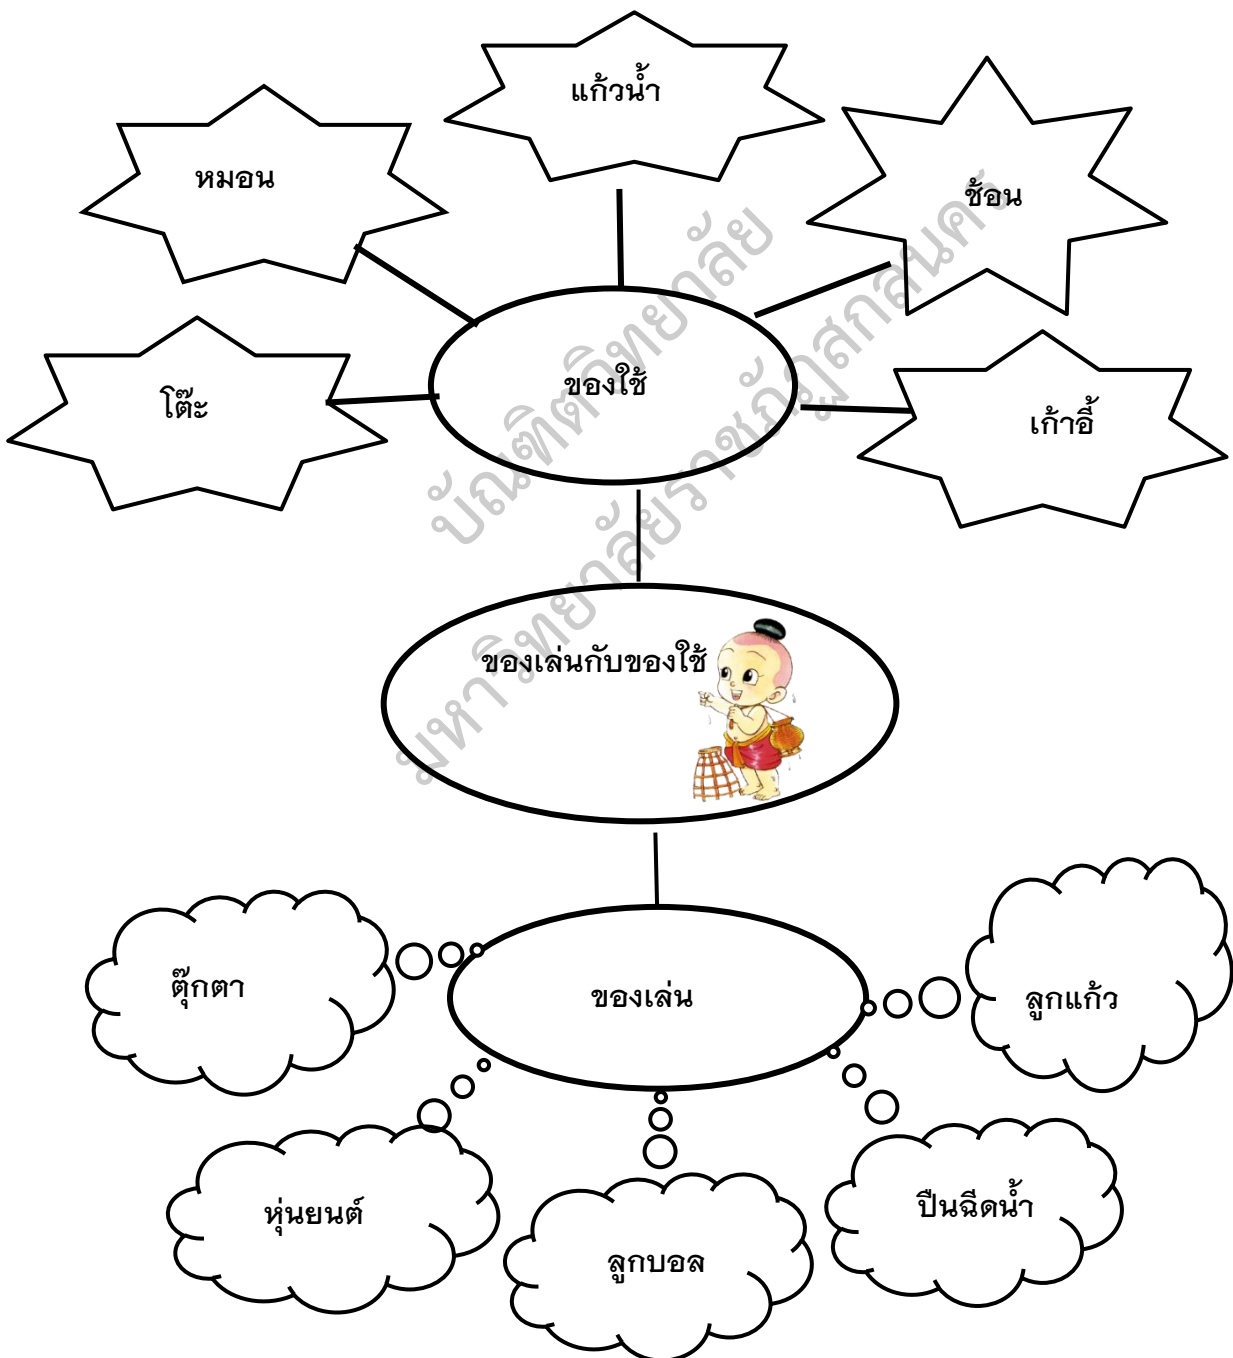 แก้วน้ำ
หมอน
ช้อน
ของใช้
โต๊ะ
เก้าอี้
บัณฑิตวิทยาลัย
มหาวิทยาลัยราชภัฏสกลนคร
ของเล่นกับของใช้
ตุ๊กตา
ของเล่น
ลูกแก้ว
หุ่นยนต์
ปืนฉีดน้ำ
ลูกบอล